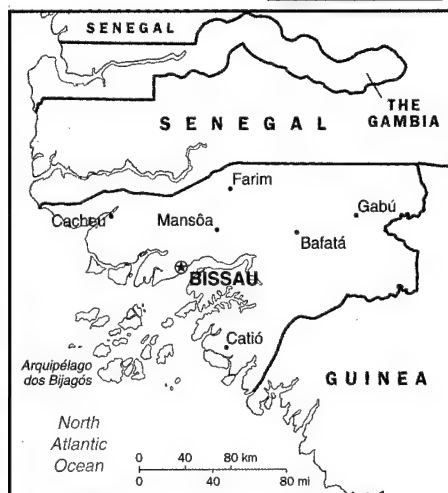 SENEGAL
THE
GAMBIA
SENEGAL
Farim
Cacheu
Mansôa
Gabú
Bafatá
BISSAU
Catió
Arquipélago
dos Bijagós
GUINEA
North
Atlantic
Ocean
0 40 80 km
0 40 80 mi